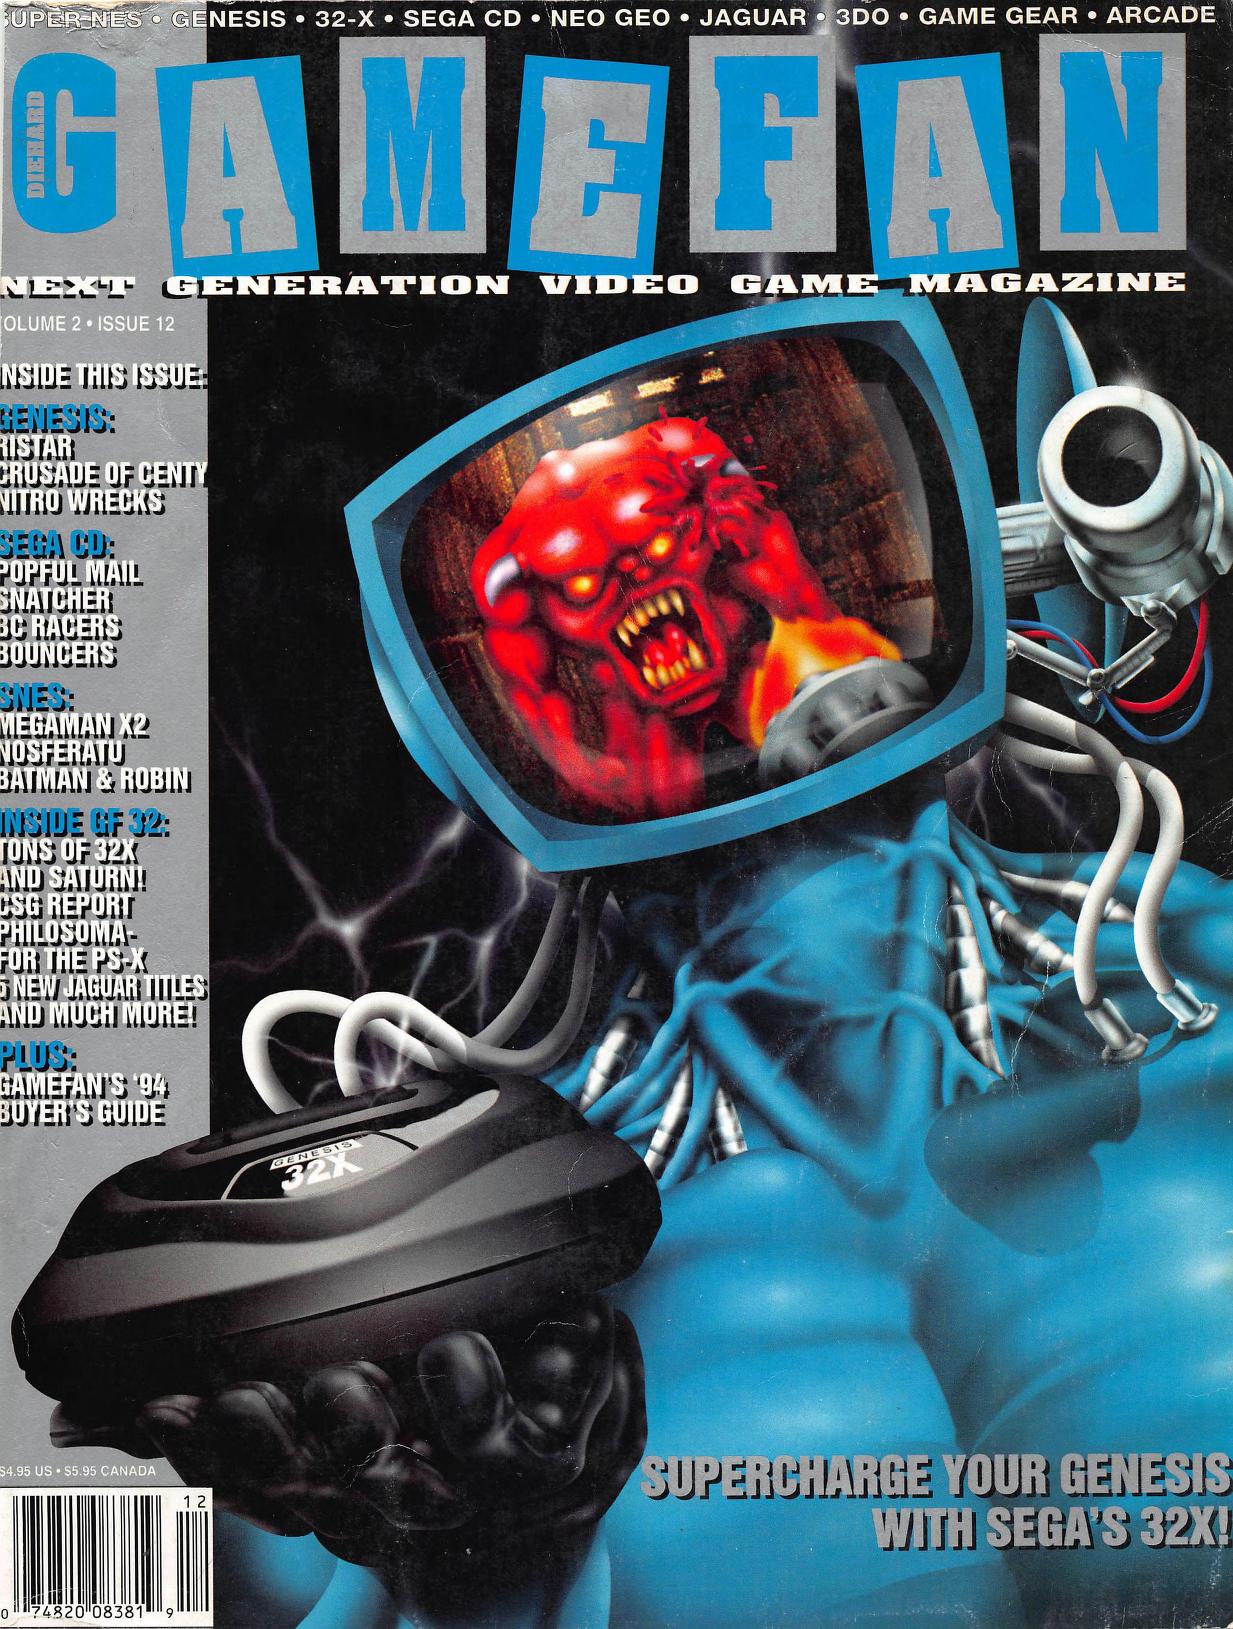 SUPER-NES • GENESIS • 32-X • SEGA CD • NEO GEO • JAGUAR • 3DO • GAME GEAR • ARCADE
DIEHARD
GAMEFAN
NEXT GENERATION VIDEO GAME MAGAZINE
VOLUME 2 • ISSUE 12
INSIDE THIS ISSUE:
GENESIS:
RISTAR
CRUSADE OF CENTY
NITRO WRECKS
SEGA CD:
POPFUL MAIL
SNATCHER
BC RACERS
BOUNCERS
SNES:
MEGAMAN X2
NOSFERATU
BATMAN & ROBIN
INSIDE GF 32:
TONS OF 32X
AND SATURN!
CSG REPORT
PHILOSOMA-
FOR THE PS-X
5 NEW JAGUAR TITLES
AND MUCH MORE!
PLUS:
GAMEFAN'S '94
BUYER'S GUIDE
GENESIS
32X
$4.95 US • $5.95 CANADA
SUPERCHARGE YOUR GENESIS
WITH SEGA'S 32X!
12
0 74820 08381 9